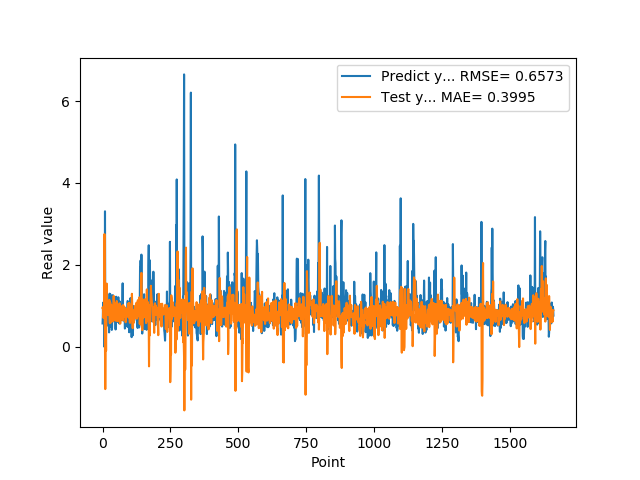 Predict y... RMSE= 0.6573
Test y... MAE= 0.3995
6
4
2
0
Real value
0 250 500 750 1000 1250 1500
Point